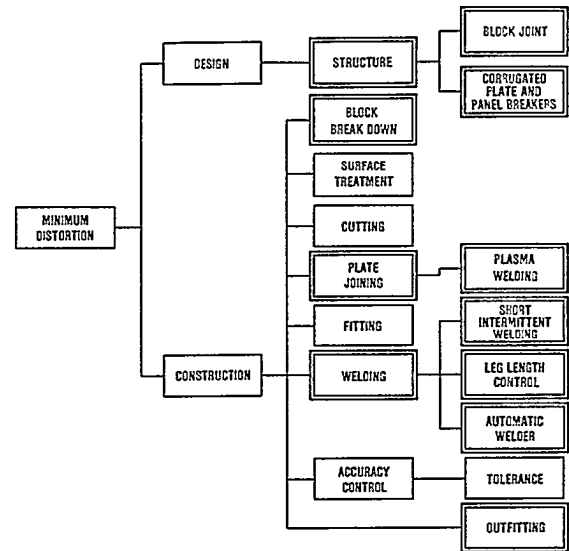 BLOCK JOINT
DESIGN
STRUCTURE
CORRUGATED
PLATE AND
PANEL BREAKERS
BLOCK
BREAK DOWN
SURFACE
TREATMENT
MINIMUM
DISTORTION
CUTTING
PLATE
JOINING
PLASMA
WELDING
FITTING
SHORT
INTERMITTENT
WELDING
CONSTRUCTION
WELDING
LEG LENGTH
CONTROL
AUTOMATIC
WELDER
ACCURACY
CONTROL
TOLERANCE
OUTFITTING